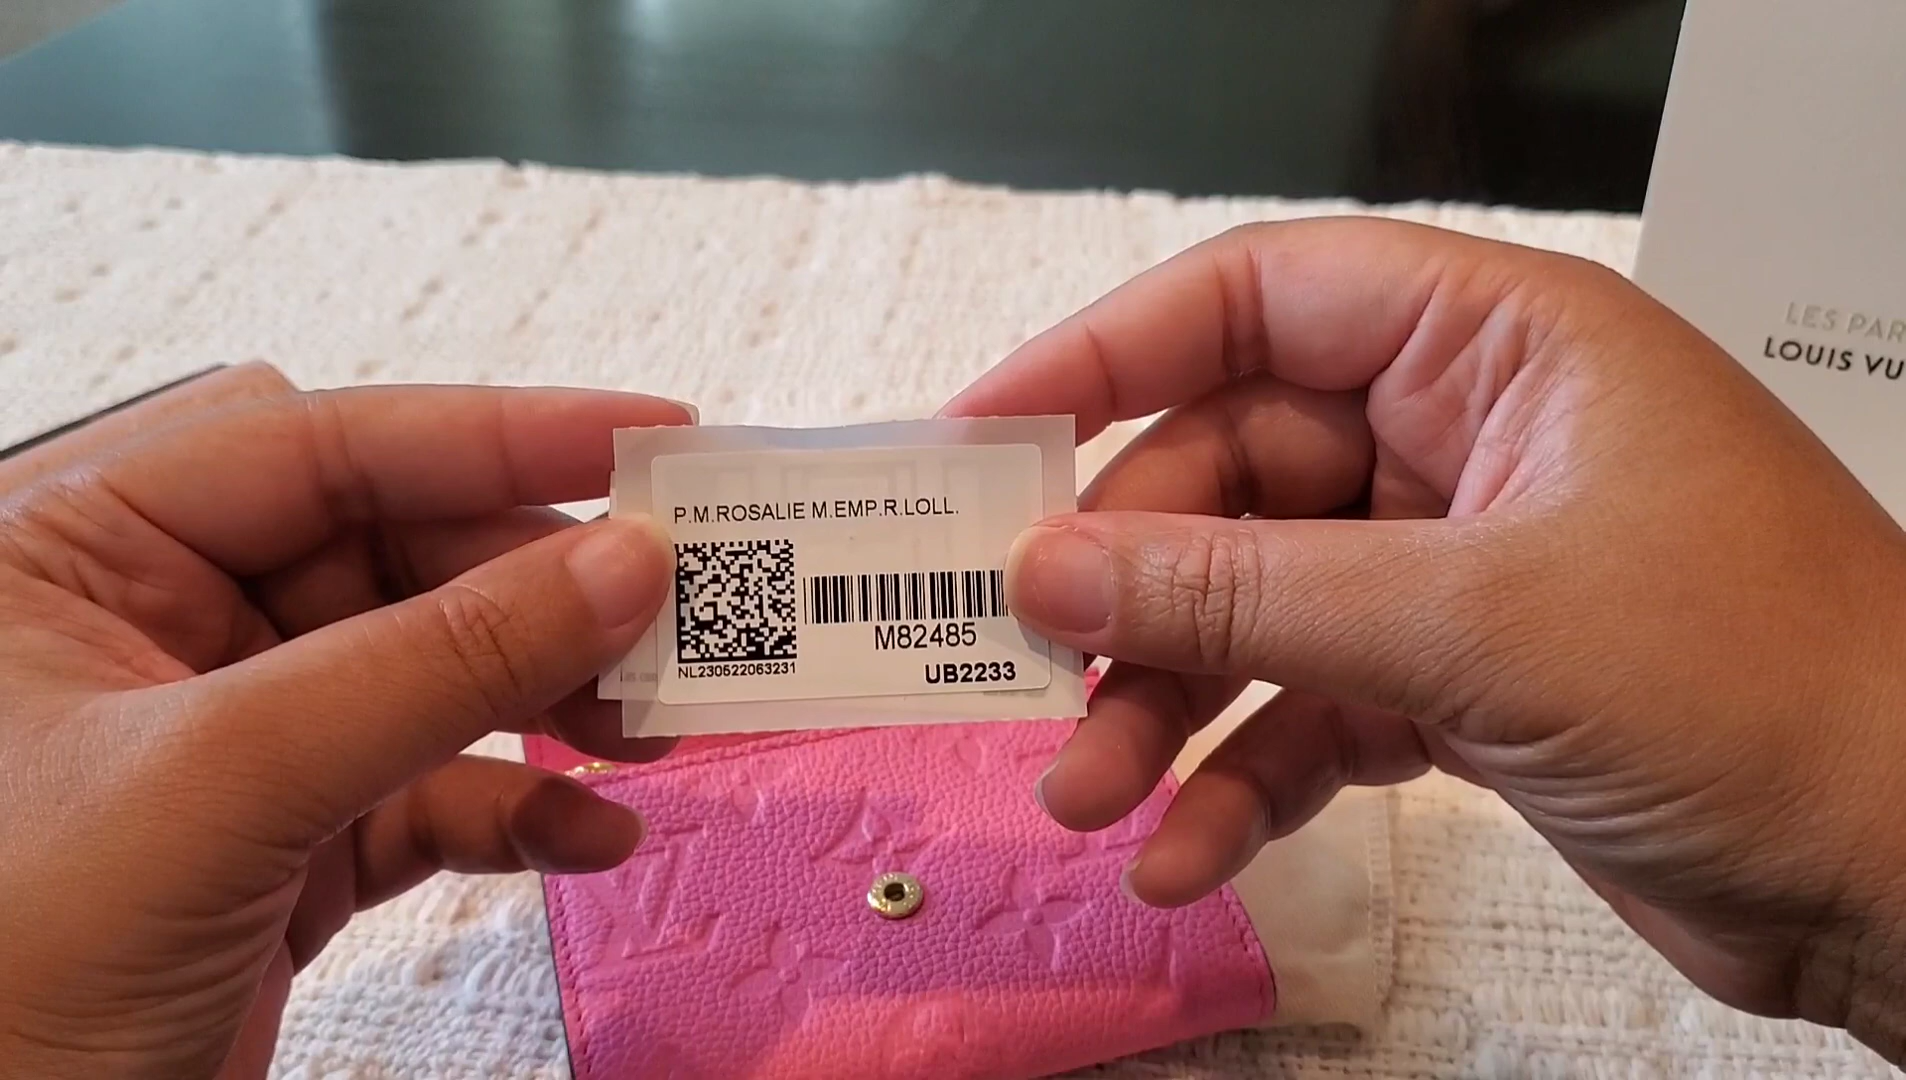 P.M.ROSALIE M.EMP.R.LOLL.
M82485
NL230522063231
UB2233
LES PAR
LOUIS VU